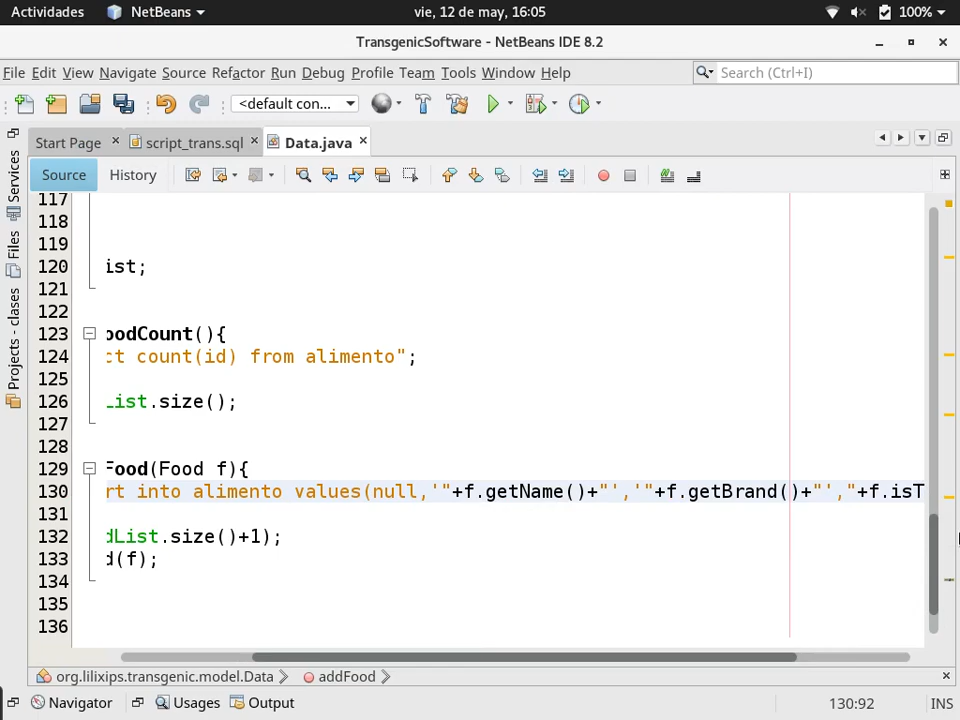 Actividades NetBeans vie, 12 de may, 16:05 100%
TransgenicSoftware - NetBeans IDE 8.2
File Edit View Navigate Source Refactor Run Debug Profile Team Tools Window Help Search (Ctrl+I)
<default con...
Start Page script_trans.sql Data.java
Source History
Services
Files
Projects - clases
117
118
119
120 ist;
121
122
123 oodCount(){
124 ct count(id) from alimento";
125
126 List.size();
127
128
129 Food(Food f){
130 rt into alimento values(null,'"+f.getName()+"','"+f.getBrand()+"',"+f.isT
131
132 dList.size()+1);
133 d(f);
134
135
136
org.lilixips.transgenic.model.Data addFood
Navigator Usages Output 130:92 INS